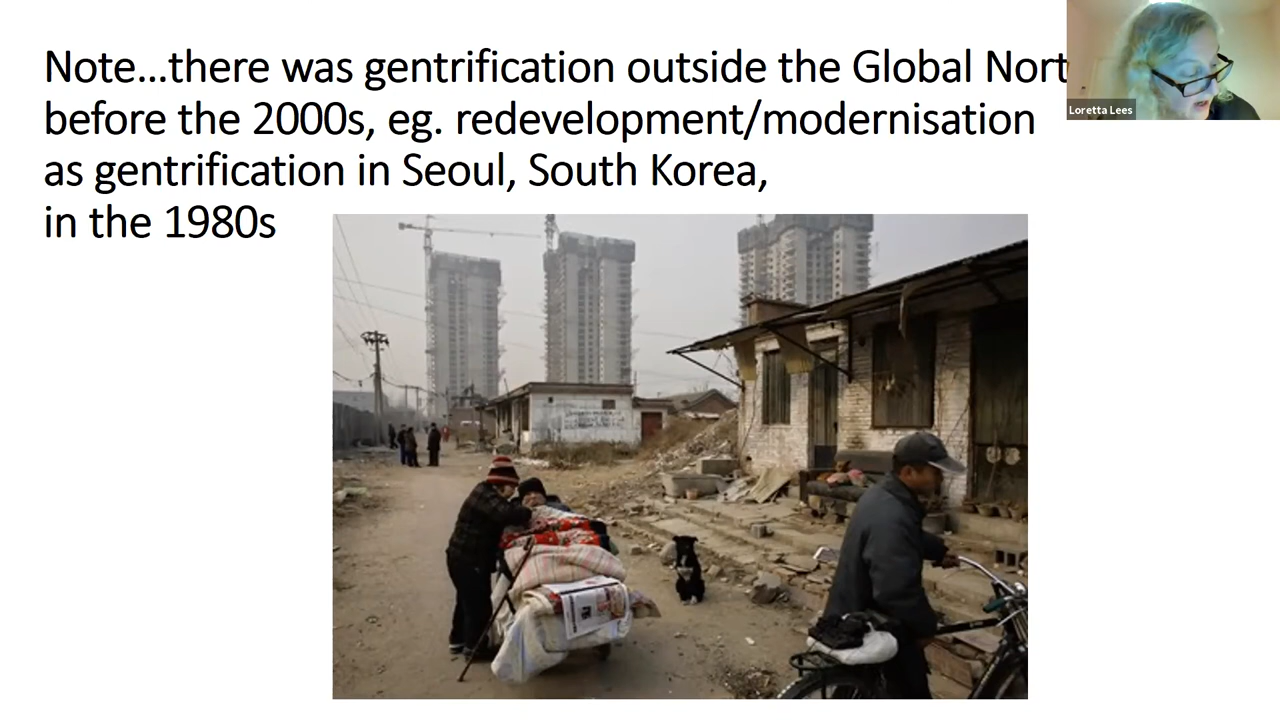 Note...there was gentrification outside the Global Nort
before the 2000s, eg. redevelopment/modernisation
as gentrification in Seoul, South Korea,
in the 1980s
Loretta Lees